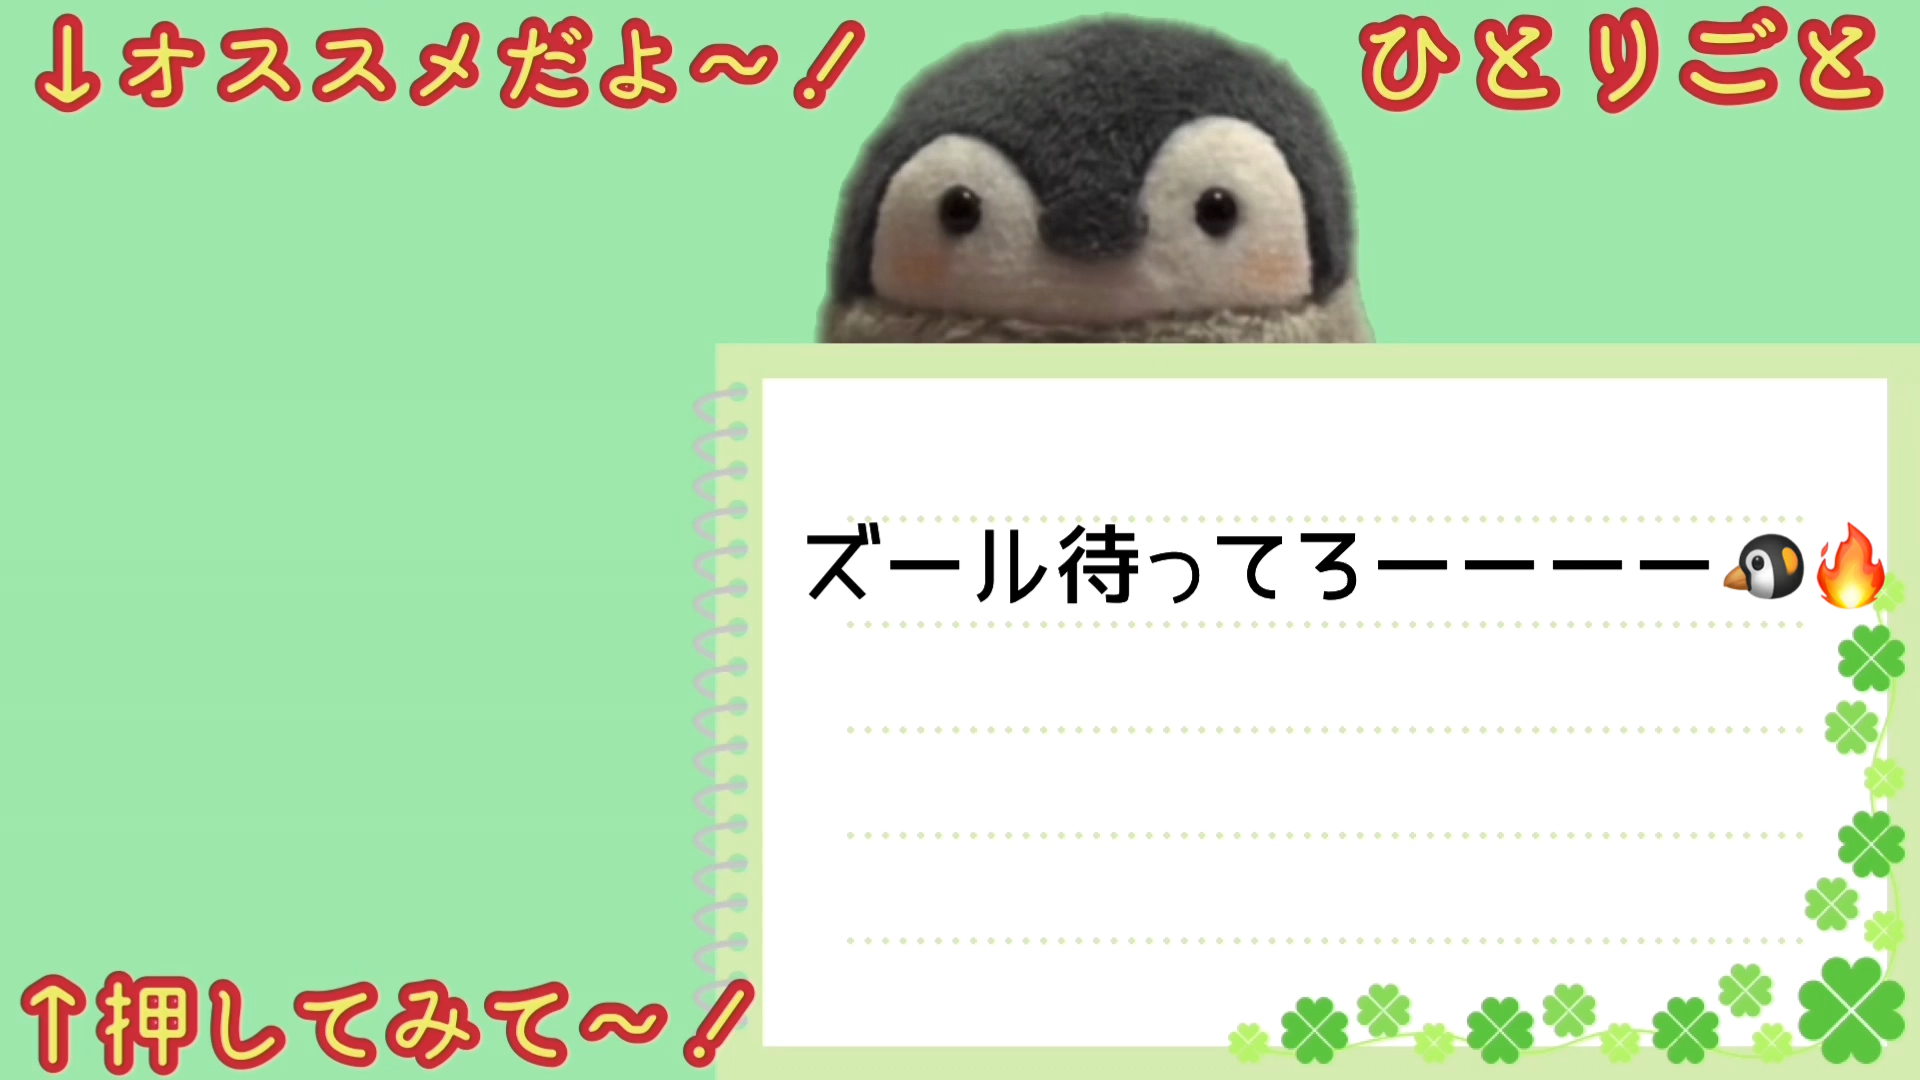 ↓オススメだよ〜!
ひとりごと
ズール待ってろーーーー🐧🔥
↑押してみて〜!